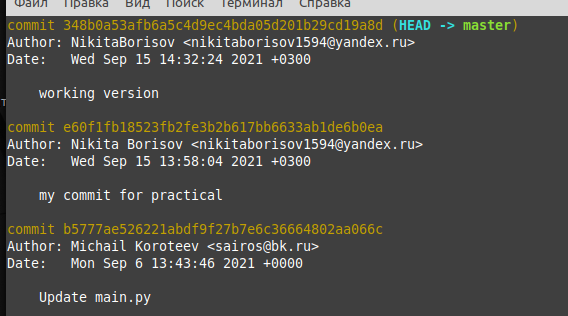 Файл Правка Вид Поиск Терминал Справка
commit 348b0a53afb6a5c4d9ec4bda05d201b29cd19a8d (HEAD -> master)
Author: NikitaBorisov <nikitaborisov1594@yandex.ru>
Date:   Wed Sep 15 14:32:24 2021 +0300
working version
commit e60f1fb18523fb2fe3b2b617bb6633ab1de6b0ea
Author: Nikita Borisov <nikitaborisov1594@yandex.ru>
Date:   Wed Sep 15 13:58:04 2021 +0300
my commit for practical
commit b5777ae526221abdf9f27b7e6c36664802aa066c
Author: Michail Koroteev <sairos@bk.ru>
Date:   Mon Sep 6 13:43:46 2021 +0000
Update main.py